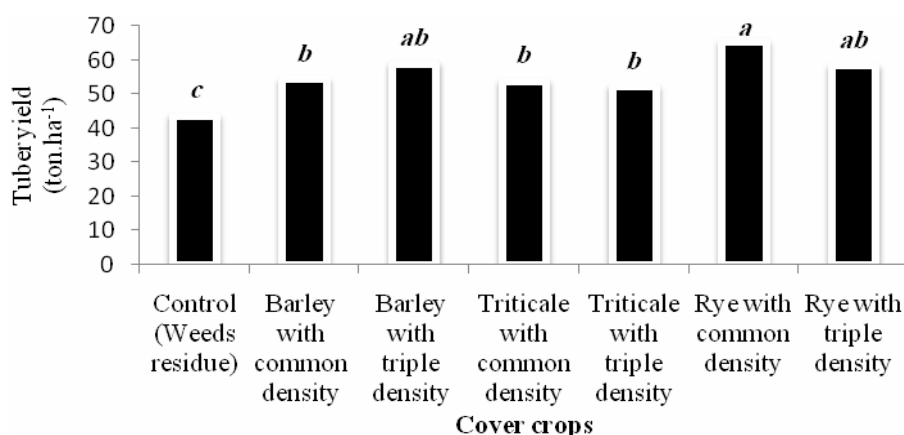 70
60
50
40
30
20
10
0
Tuber yield
(ton.ha⁻¹)
c
b
ab
b
b
a
ab
Control
(Weeds
residue)
Barley
with
common
density
Barley
with triple
density
Triticale
with
common
density
Triticale
with triple
density
Rye with
common
density
Rye with
triple
density
Cover crops